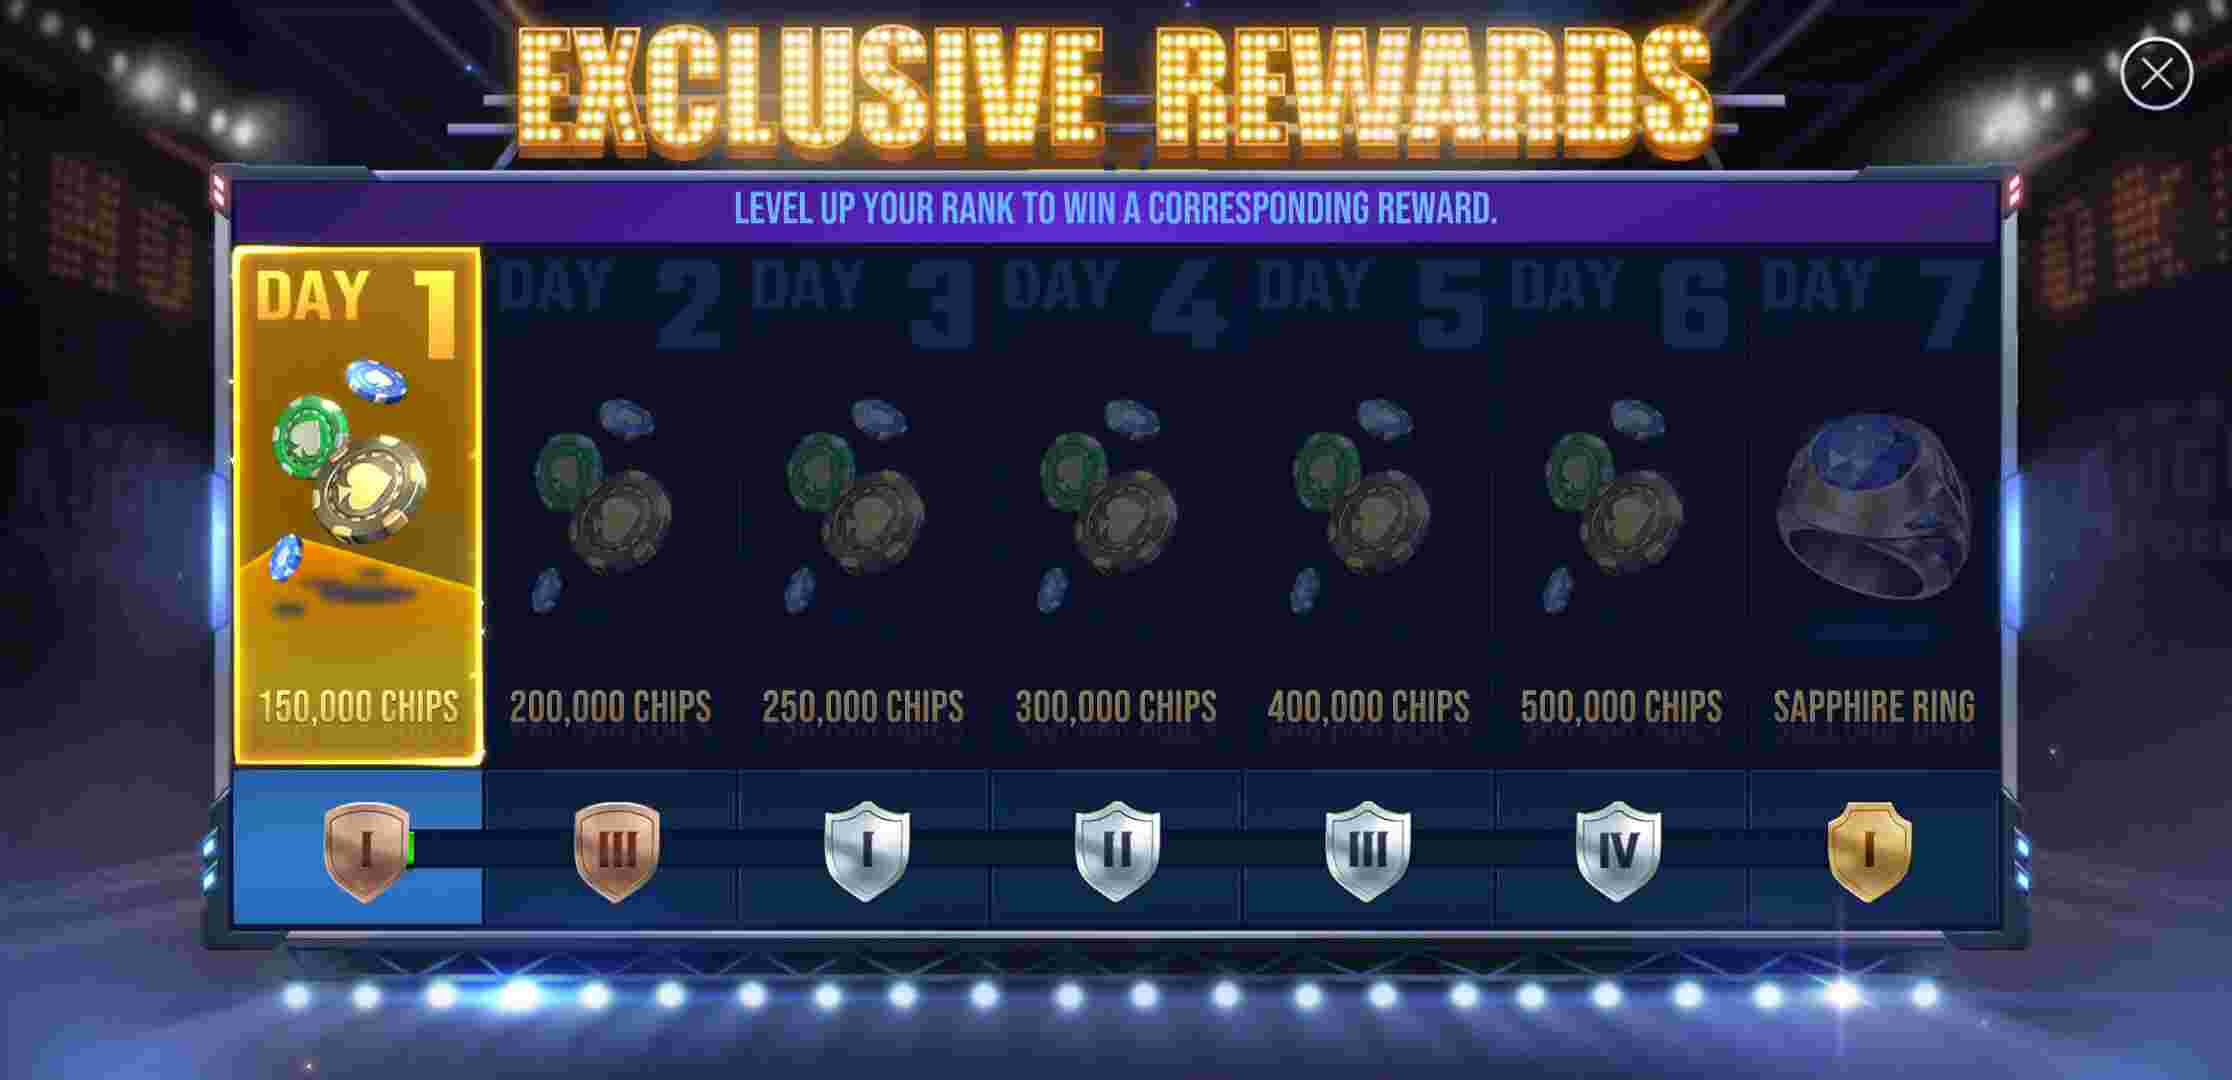 EXCLUSIVE REWARDS
LEVEL UP YOUR RANK TO WIN A CORRESPONDING REWARD.
DAY 1
DAY 2
DAY 3
DAY 4
DAY 5
DAY 6
DAY 7
150,000 CHIPS
200,000 CHIPS
250,000 CHIPS
300,000 CHIPS
400,000 CHIPS
500,000 CHIPS
SAPPHIRE RING
I
III
I
II
III
IV
I